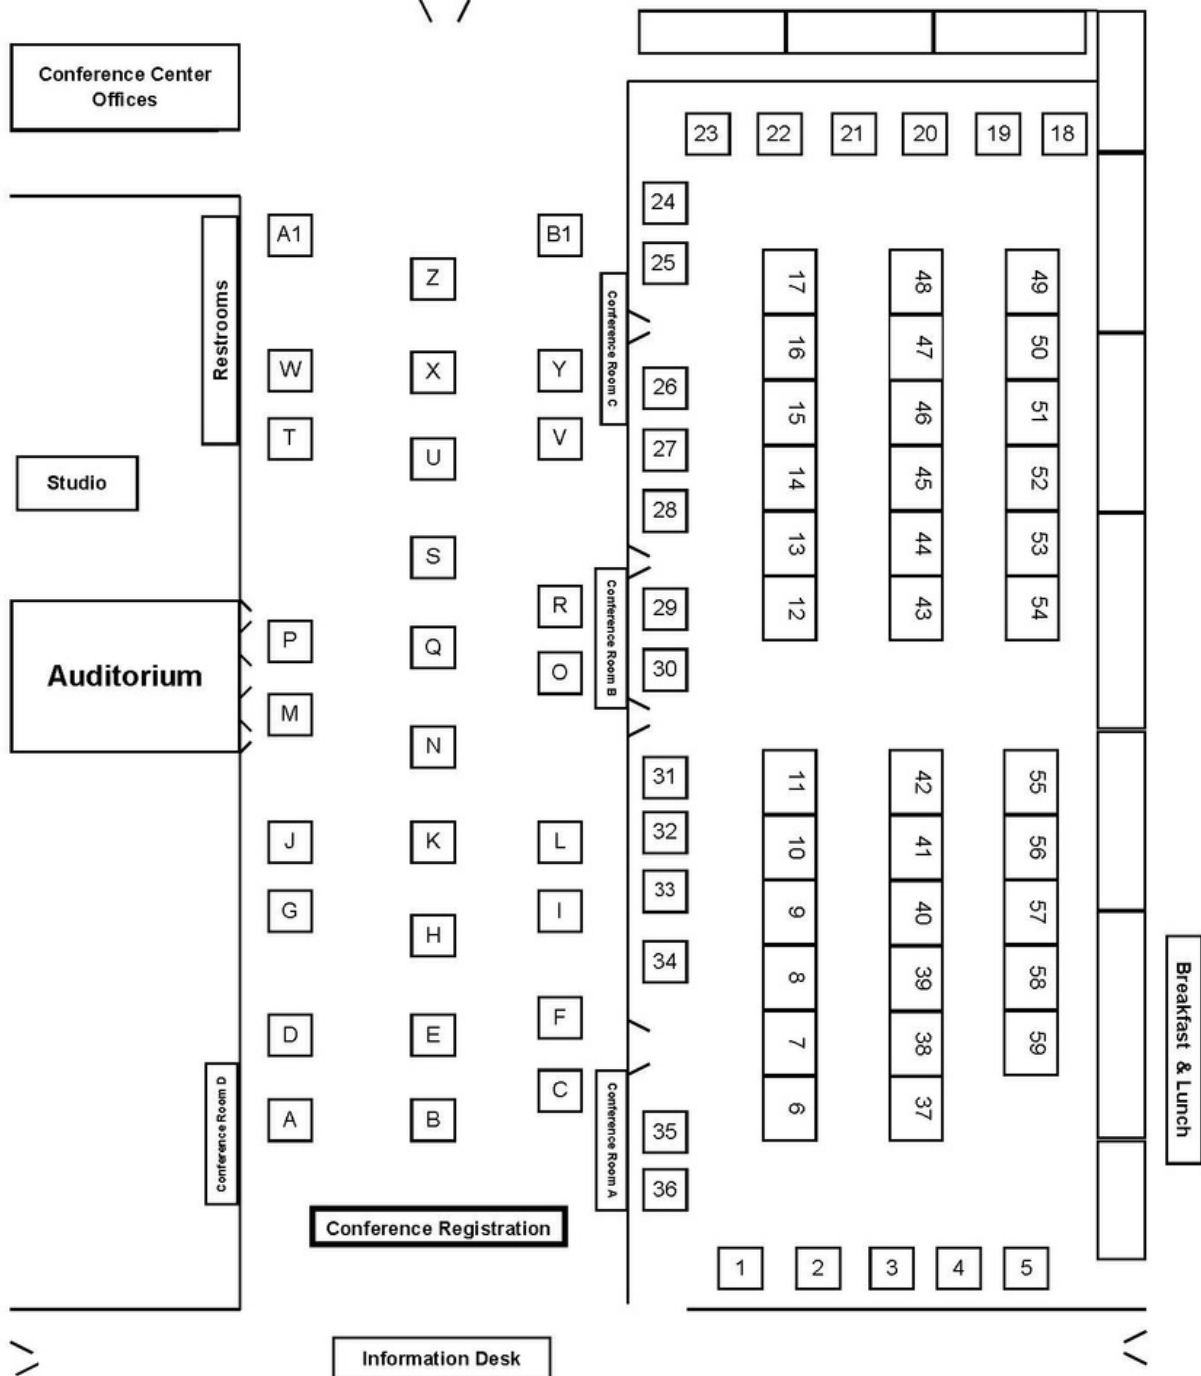 Conference Center
Offices
23
22
21
20
19
18
24
A1
B1
25
Z
17
48
49
Restrooms
Conference Room C
16
47
50
W
X
Y
26
15
46
51
T
U
V
27
Studio
14
45
52
28
S
13
44
53
R
Conference Room B
29
12
43
54
P
Q
O
30
Auditorium
M
N
31
11
42
55
J
K
L
32
10
41
56
G
I
33
9
40
57
H
34
8
39
58
D
E
F
7
38
59
Breakfast & Lunch
C
A
B
6
37
Conference Room D
Conference Room A
35
36
Conference Registration
1
2
3
4
5
Information Desk